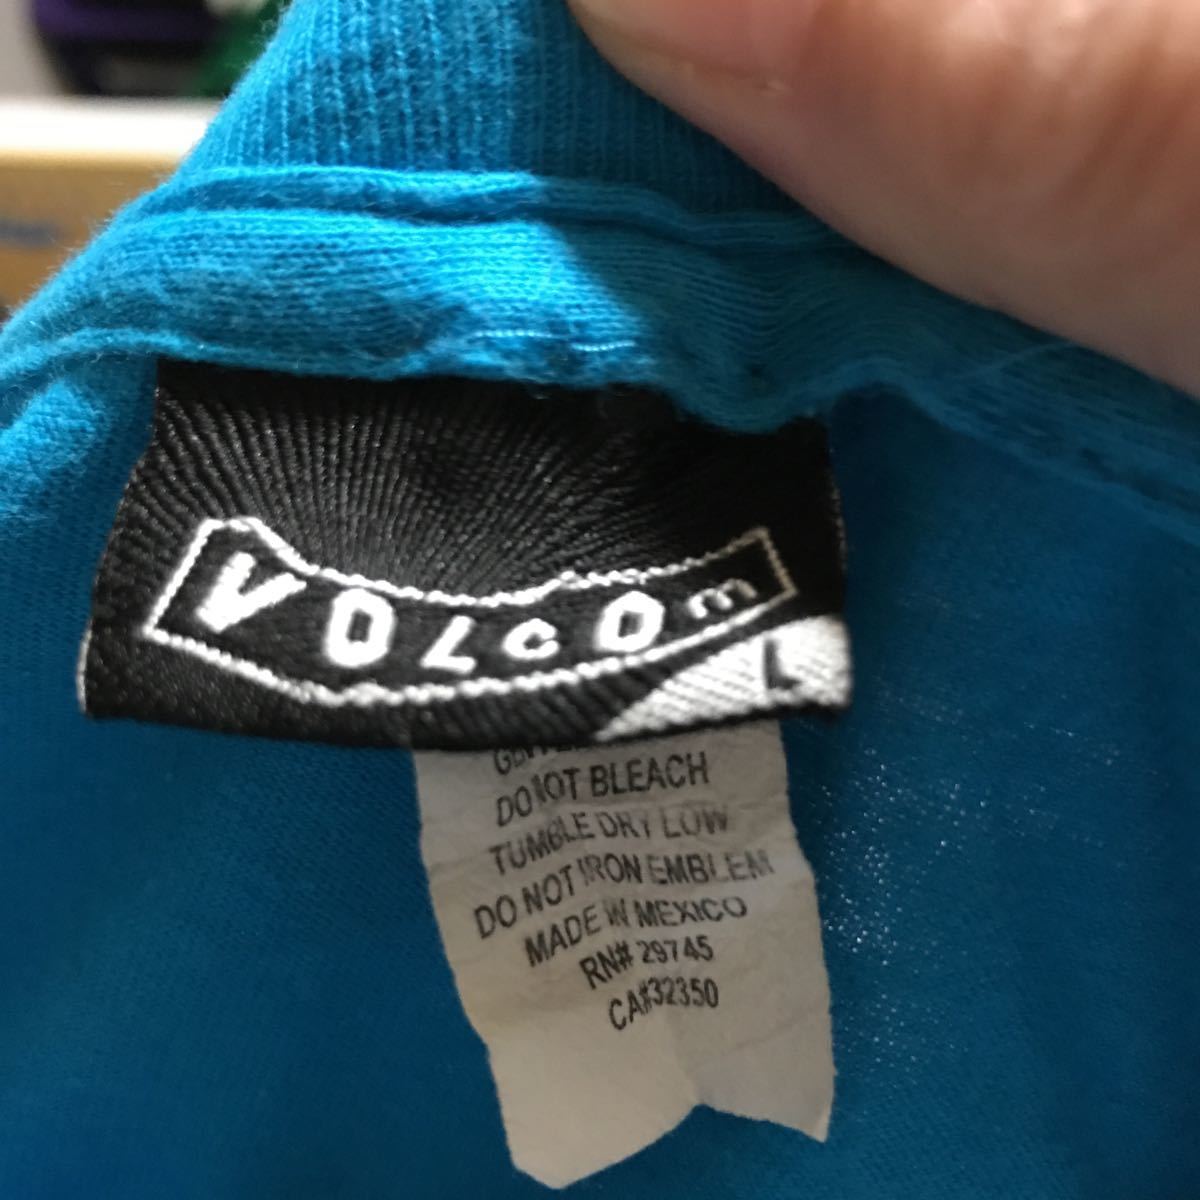 VOLCOm
L
DO NOT BLEACH
TUMBLE DRY LOW
DO NOT IRON EMBLEM
MADE IN MEXICO
RN# 29745
CA#32350